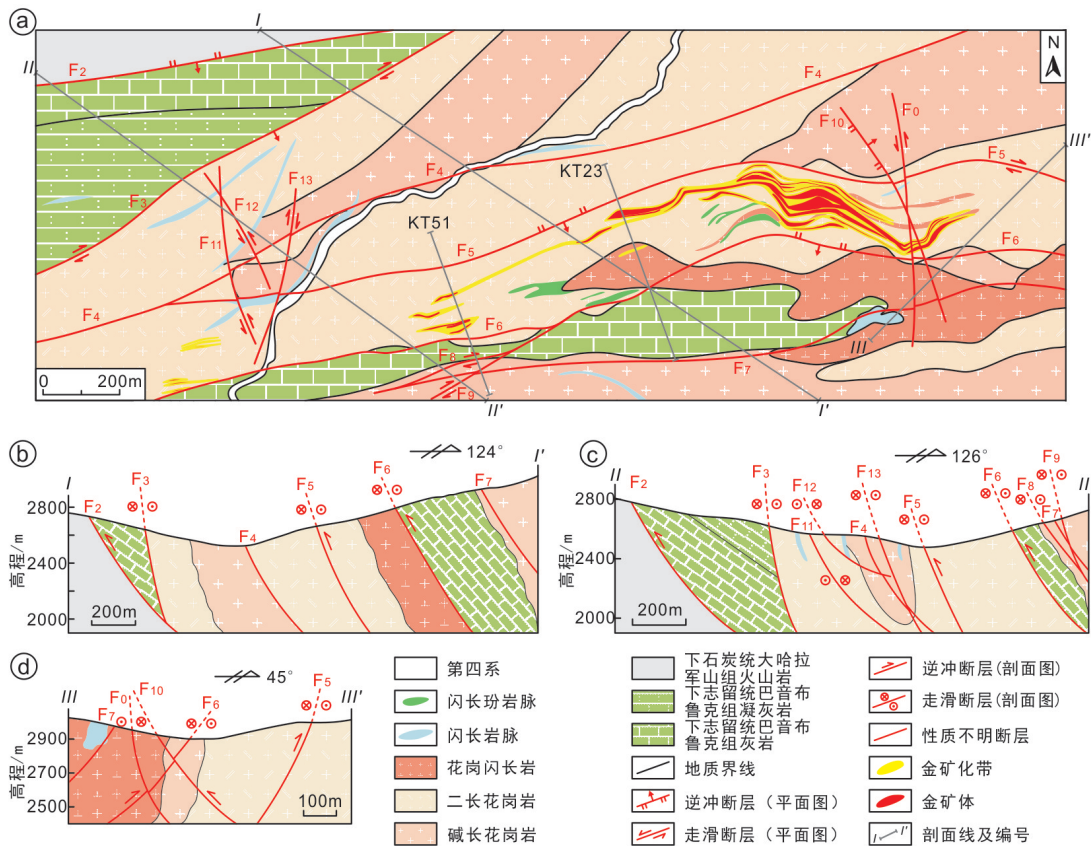 a
I
N
II
F2
F4
F10
F0
III'
F5
F3
F12
F13
F4
KT23
F11
KT51
F5
F6
F4
F6
F8
III
F7
F9
0 200m
II'
I'
b
124°
I
I'
F2
F3
F4
F5
F6
F7
2800
2400
2000
高程/m
200m
c
126°
II
II
F2
F3
F12
F13
F11
F4
F5
F6
F9
F8
F7
2800
2400
2000
高程/m
200m
d
45°
III
III'
F7
F0
F10
F6
F5
2900
2700
2500
高程/m
100m
第四系
闪长玢岩脉
闪长岩脉
花岗闪长岩
二长花岗岩
碱长花岗岩
下石炭统大哈拉
军山组火山岩
下志留统巴音布
鲁克组凝灰岩
下志留统巴音布
鲁克组灰岩
地质界线
逆冲断层（平面图）
走滑断层（平面图）
逆冲断层(剖面图)
走滑断层(剖面图)
性质不明断层
金矿化带
金矿体
I I'
剖面线及编号